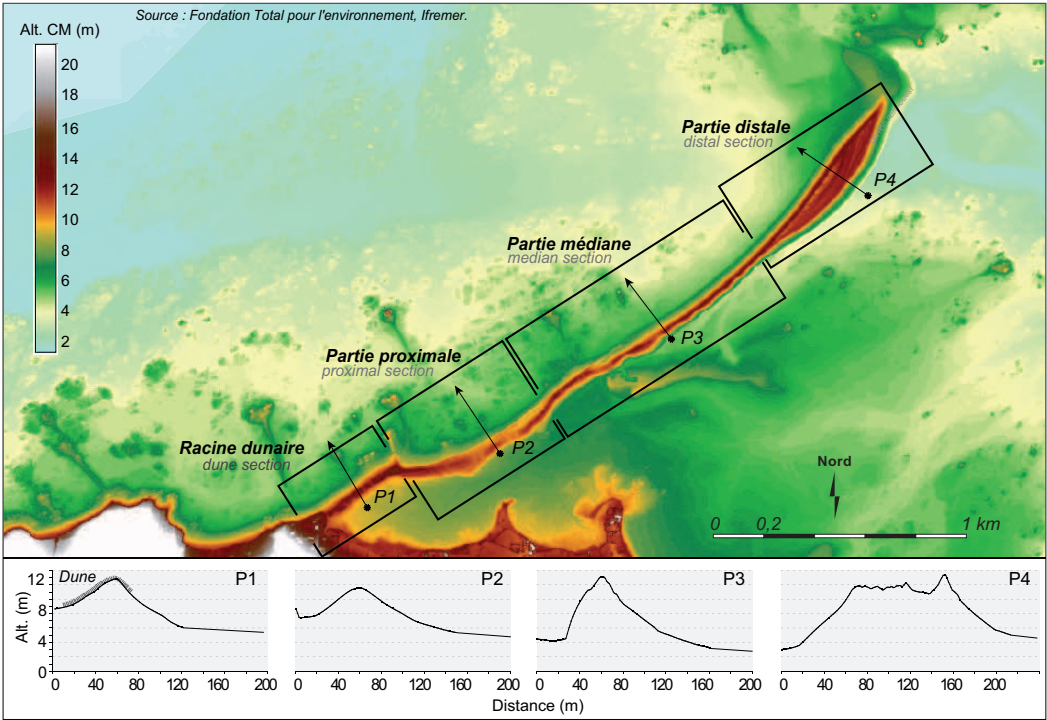 Source : Fondation Total pour l'environnement, Ifremer.
Alt. CM (m)
20
18
16
14
12
10
8
6
4
2
Partie distale
distal section
P4
Partie médiane
median section
P3
Partie proximale
proximal section
P2
Racine dunaire
dune section
P1
Nord
0 0,2 1 km
Dune
P1
P2
P3
P4
Alt. (m)
12
8
4
0
0 40 80 120 160 200
0 40 80 120 160 200
0 40 80 120 160 200
40 80 120 160 200
Distance (m)